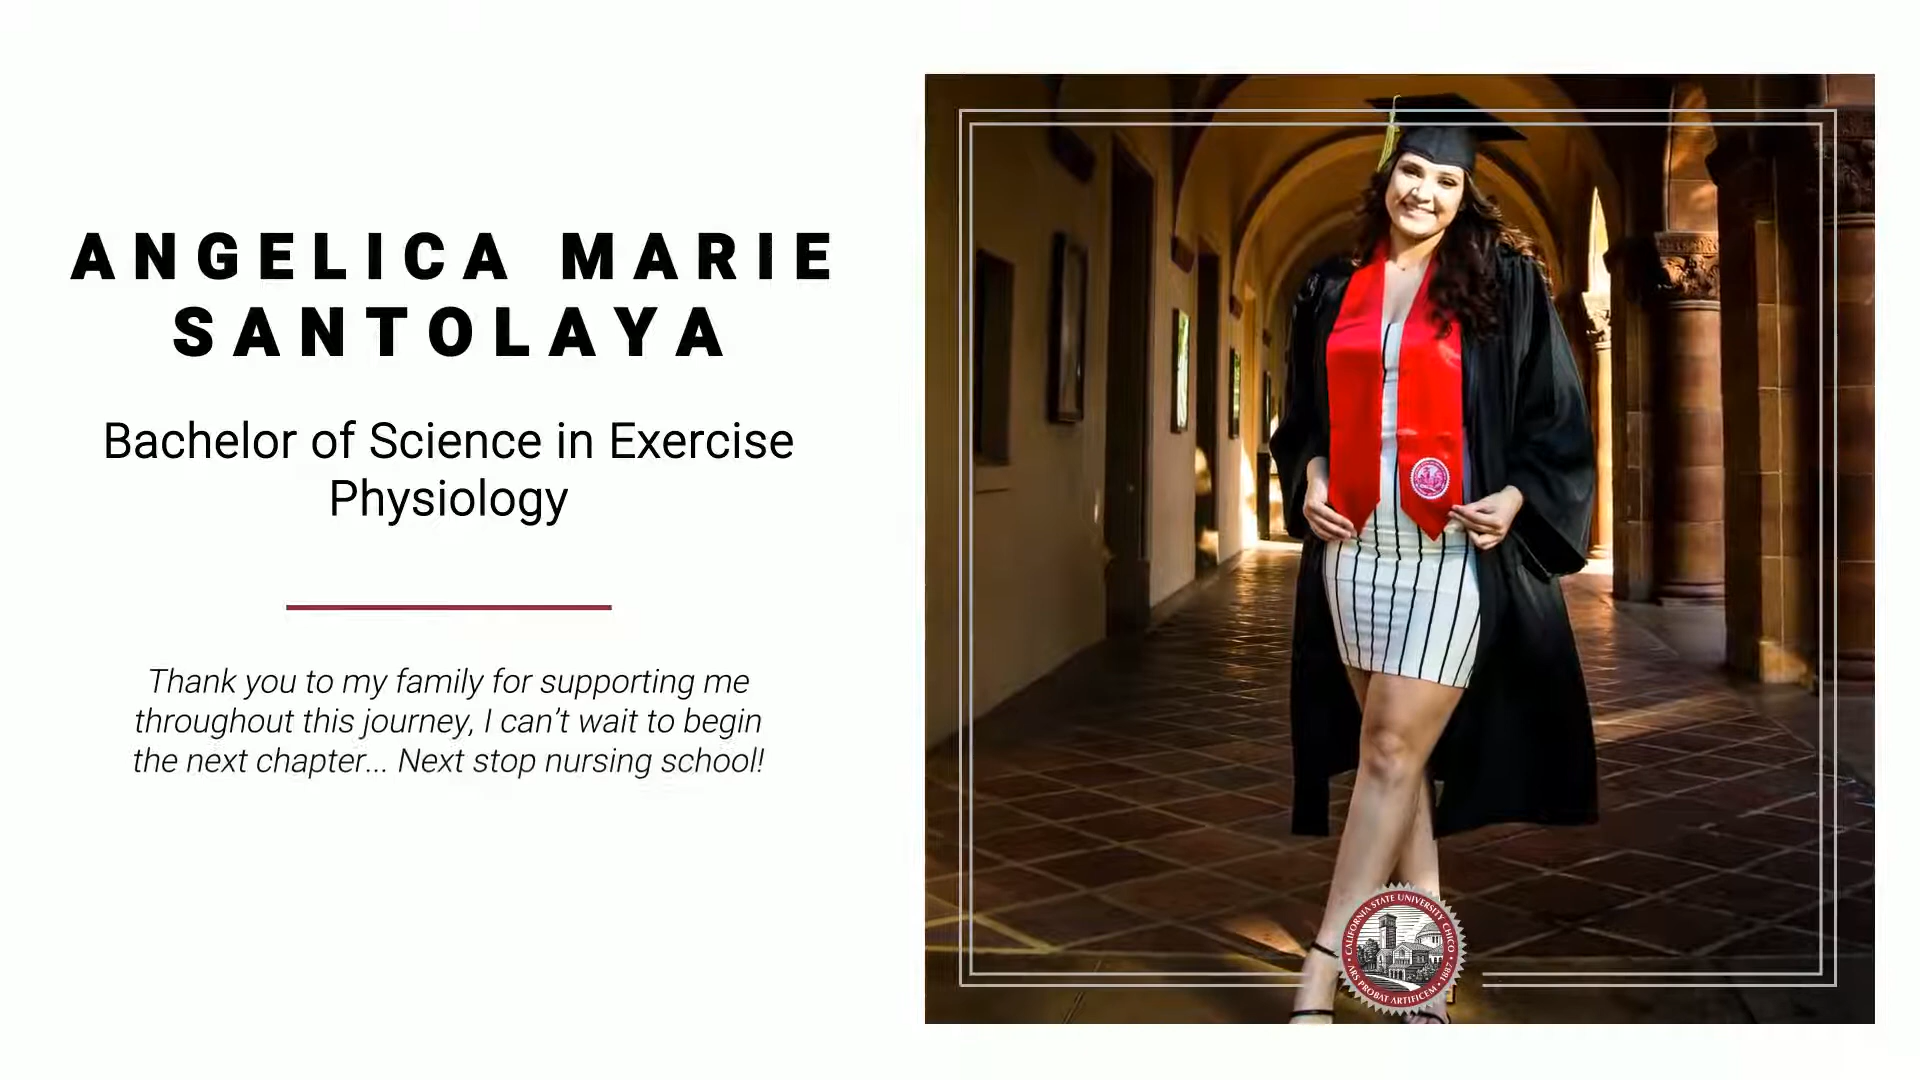 ANGELICA MARIE
SANTOLAYA
Bachelor of Science in Exercise
Physiology
Thank you to my family for supporting me
throughout this journey, I can't wait to begin
the next chapter... Next stop nursing school!
CALIFORNIA STATE UNIVERSITY CHICO
ARS PROBAT ARTIFICEM • 1887